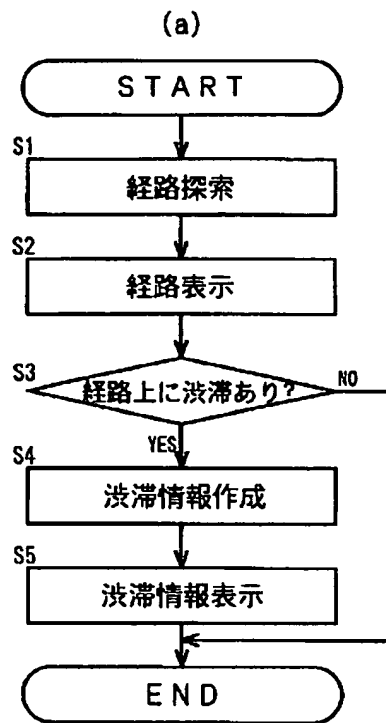 (a)
START
S1
経路探索
S2
経路表示
S3
経路上に渋滞あり?
NO
YES
S4
渋滞情報作成
S5
渋滞情報表示
END